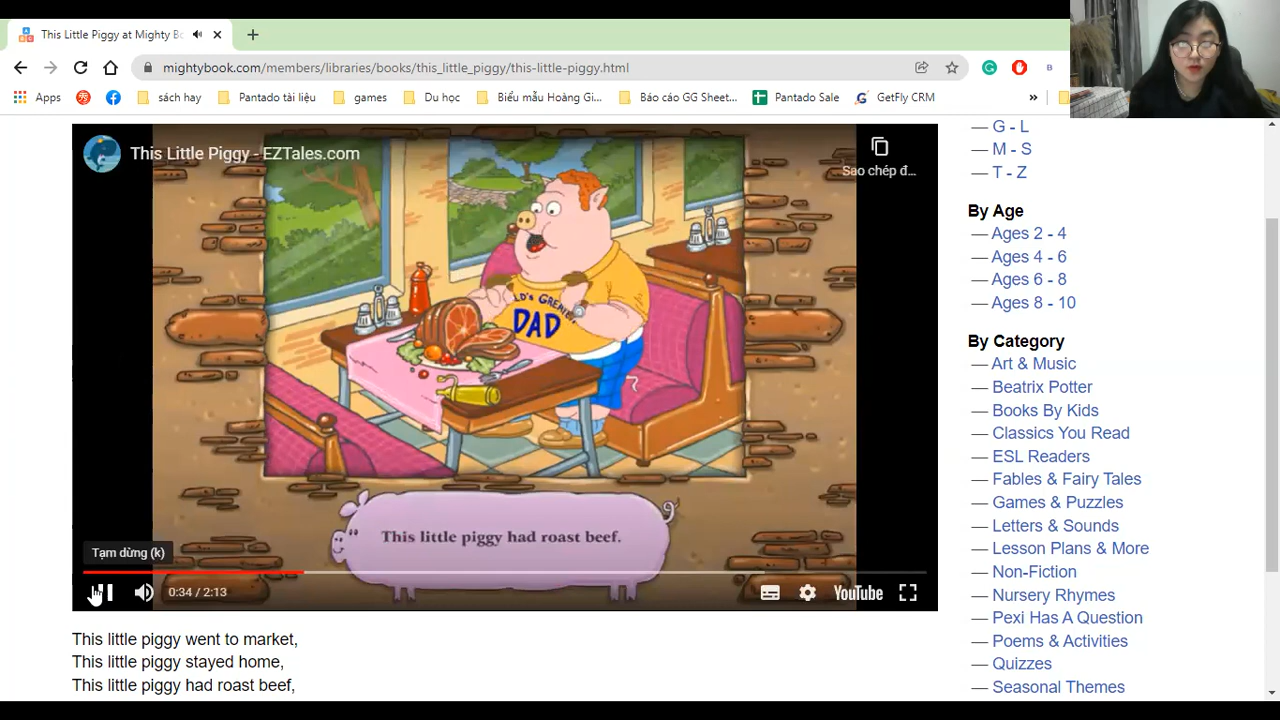 This Little Piggy at Mighty Bo
mightybook.com/members/libraries/books/this_little_piggy/this-little-piggy.html
Apps
sách hay
Pantado tài liệu
games
Du học
Biểu mẫu Hoàng Gi...
Báo cáo GG Sheet...
Pantado Sale
GetFly CRM
»
This Little Piggy - EZTales.com
Sao chép đ...
WORLD'S GREATEST
DAD
This little piggy had roast beef.
Tạm dừng (k)
0:34 / 2:13
YouTube
This little piggy went to market,
This little piggy stayed home,
This little piggy had roast beef,
— G - L
— M - S
— T - Z
By Age
— Ages 2 - 4
— Ages 4 - 6
— Ages 6 - 8
— Ages 8 - 10
By Category
— Art & Music
— Beatrix Potter
— Books By Kids
— Classics You Read
— ESL Readers
— Fables & Fairy Tales
— Games & Puzzles
— Letters & Sounds
— Lesson Plans & More
— Non-Fiction
— Nursery Rhymes
— Pexi Has A Question
— Poems & Activities
— Quizzes
— Seasonal Themes